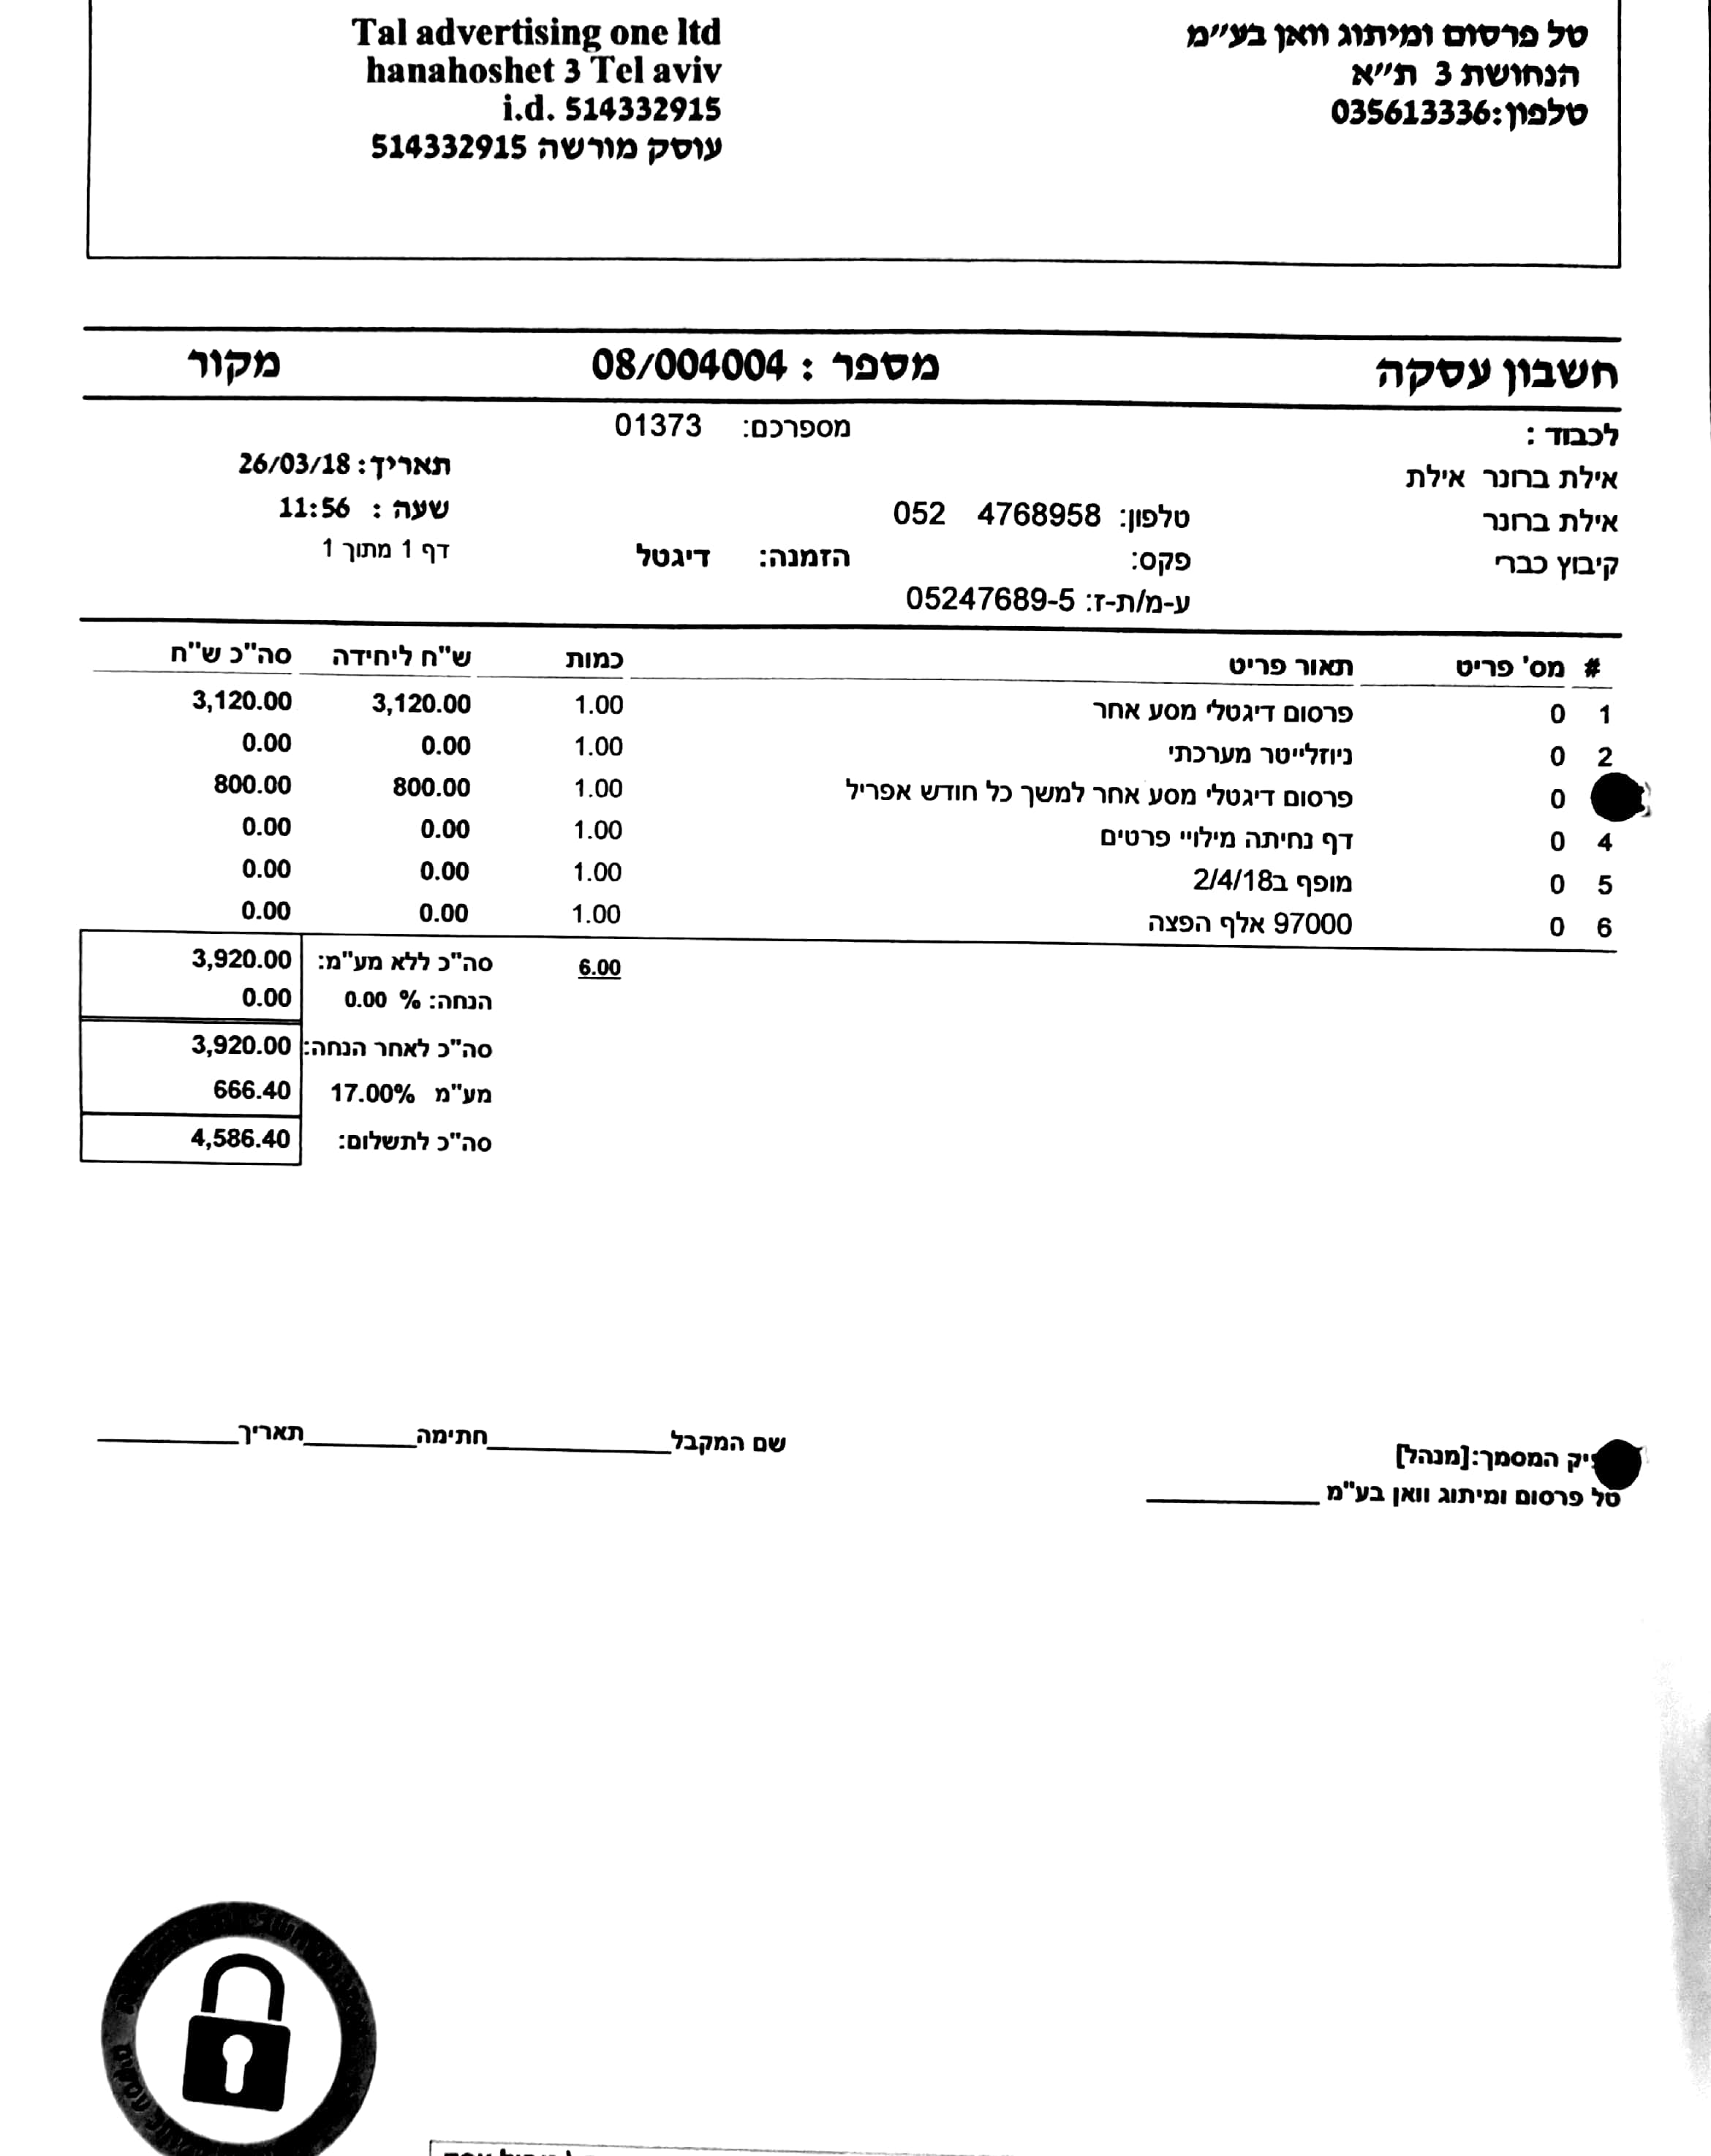 טל פרסום ומיתוג וואן בע״מ
הנחושת 3 ת״א
טלפון:035613336
Tal advertising one ltd
hanahoshet 3 Tel aviv
i.d. 514332915
עוסק מורשה 514332915
חשבון עסקה מספר : 08/004004 מקור
לכבוד : מספרכם: 01373
אילת ברונר אילת תאריך: 26/03/18
אילת ברונר טלפון: 052 4768958 שעה : 11:56
קיבוץ כברי פקס: הזמנה: דיגטל דף 1 מתוך 1
ע-מ/ת-ז: 05247689-5
# מס' פריט תאור פריט כמות ש"ח ליחידה סה"כ ש"ח
1 0 פרסום דיגטלי מסע אחר 1.00 3,120.00 3,120.00
2 0 ניוזלייטר מערכתי 1.00 0.00 0.00
0 פרסום דיגטלי מסע אחר למשך כל חודש אפריל 1.00 800.00 800.00
4 0 דף נחיתה מילויי פרטים 1.00 0.00 0.00
5 0 מופף ב2/4/18 1.00 0.00 0.00
6 0 97000 אלף הפצה 1.00 0.00 0.00
6.00 סה"כ ללא מע"מ: 3,920.00
הנחה: % 0.00 0.00
סה"כ לאחר הנחה: 3,920.00
מע"מ 17.00% 666.40
סה"כ לתשלום: 4,586.40
שם המקבל_____________חתימה________תאריך__________
המסמך:[מנהל]
טל פרסום ומיתוג וואן בע"מ ____________